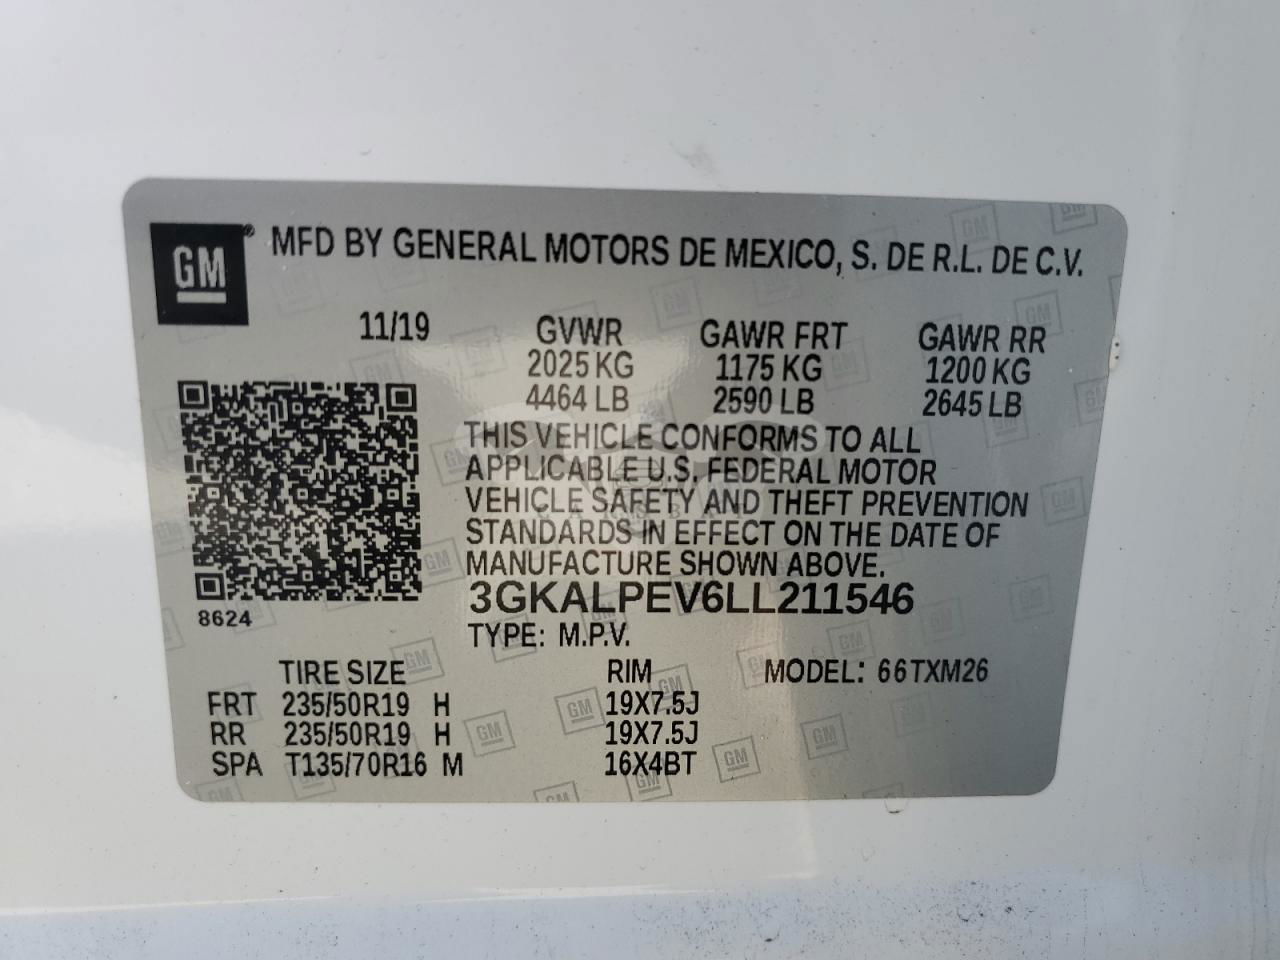 GM® MFD BY GENERAL MOTORS DE MEXICO, S. DE R.L. DE C.V.
11/19 GVWR GAWR FRT GAWR RR
2025 KG 1175 KG 1200 KG
4464 LB 2590 LB 2645 LB
THIS VEHICLE CONFORMS TO ALL
APPLICABLE U.S. FEDERAL MOTOR
VEHICLE SAFETY AND THEFT PREVENTION
STANDARDS IN EFFECT ON THE DATE OF
MANUFACTURE SHOWN ABOVE.
3GKALPEV6LL211546
8624
TYPE: M.P.V.
TIRE SIZE RIM MODEL: 66TXM26
FRT 235/50R19 H 19X7.5J
RR 235/50R19 H 19X7.5J
SPA T135/70R16 M 16X4BT